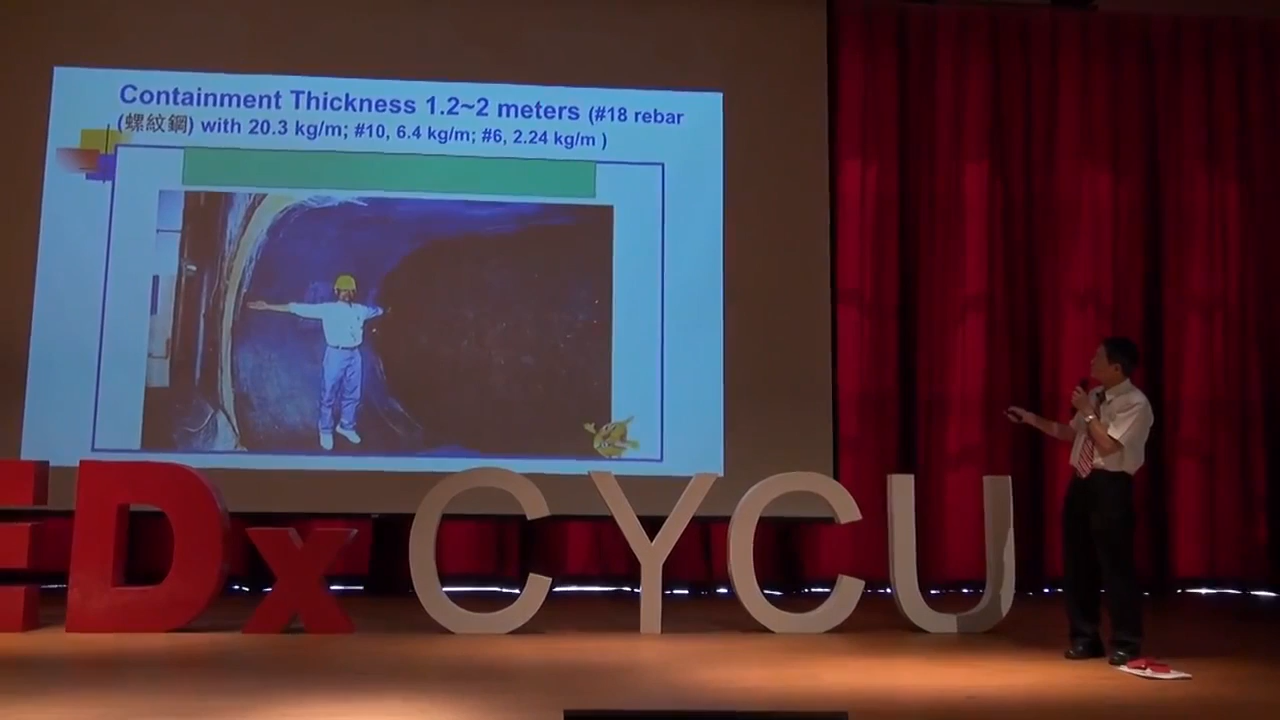 Containment Thickness 1.2~2 meters (#18 rebar
(螺紋鋼) with 20.3 kg/m; #10, 6.4 kg/m; #6, 2.24 kg/m )
EDx CYCU